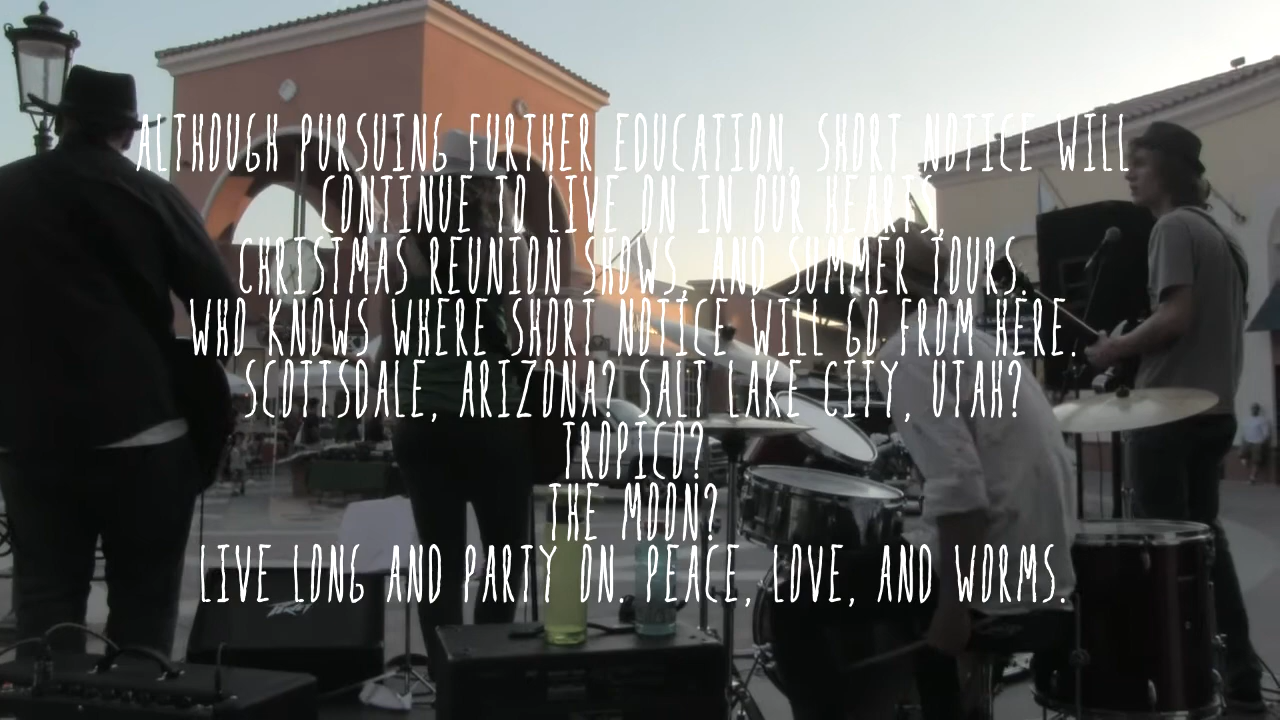 ALTHOUGH PURSUING FURTHER EDUCATION, SHORT NOTICE WILL
CONTINUE TO LIVE ON IN OUR HEARTS,
CHRISTMAS REUNION SHOWS, AND SUMMER TOURS.
WHO KNOWS WHERE SHORT NOTICE WILL GO FROM HERE.
SCOTTSDALE, ARIZONA? SALT LAKE CITY, UTAH?
TROPICO?
THE MOON?
LIVE LONG AND PARTY ON. PEACE, LOVE, AND WORMS.
PEAVEY